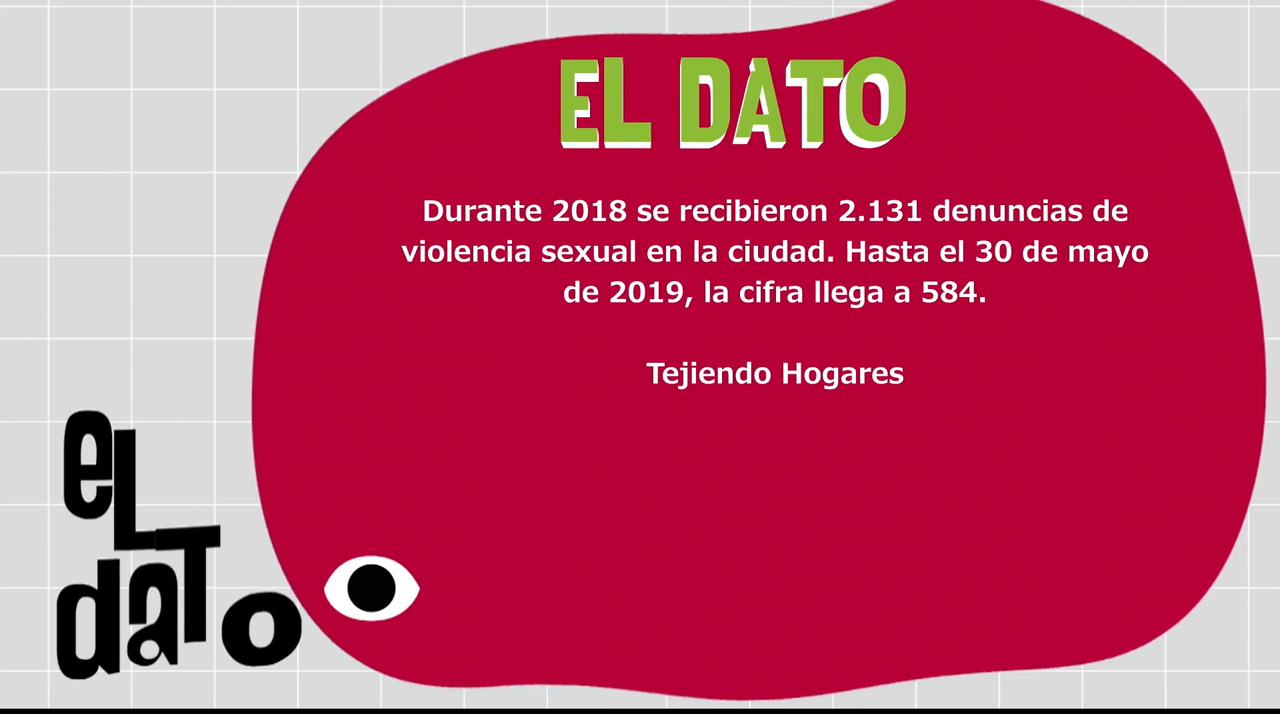 EL DATO
Durante 2018 se recibieron 2.131 denuncias de
violencia sexual en la ciudad. Hasta el 30 de mayo
de 2019, la cifra llega a 584.
Tejiendo Hogares
eL
daTo